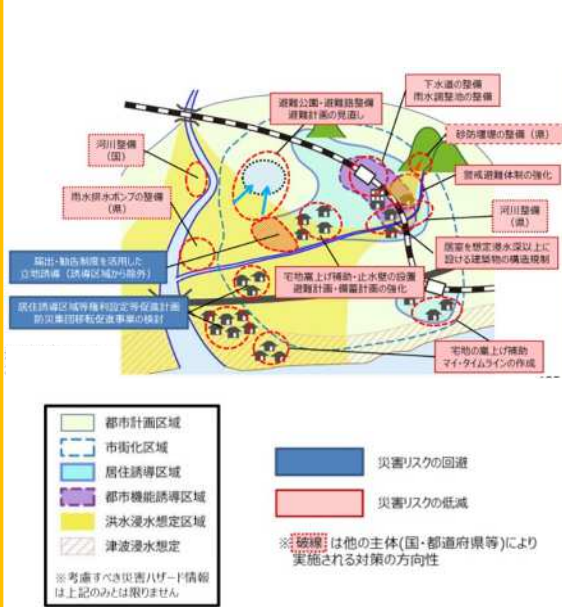 下水道の整備
雨水調整池の整備
避難公園・避難路整備
避難計画の見直し
砂防堰堤の整備（県）
河川整備
（国）
警戒避難体制の強化
雨水排水ポンプの整備
（県）
河川整備
（県）
届出・勧告制度を活用した
立地誘導（誘導区域から除外）
居室を想定浸水深以上に
設ける建築物の構造規制
宅地嵩上げ補助・止水壁の設置
避難計画・備蓄計画の強化
居住誘導区域等権利設定等促進計画
防災集団移転促進事業の検討
宅地の嵩上げ補助
マイ・タイムラインの作成
都市計画区域
市街化区域
居住誘導区域
都市機能誘導区域
洪水浸水想定区域
津波浸水想定
※考慮すべき災害ハザード情報
は上記のみとは限りません
災害リスクの回避
災害リスクの低減
※破線は他の主体(国・都道府県等)により
実施される対策の方向性